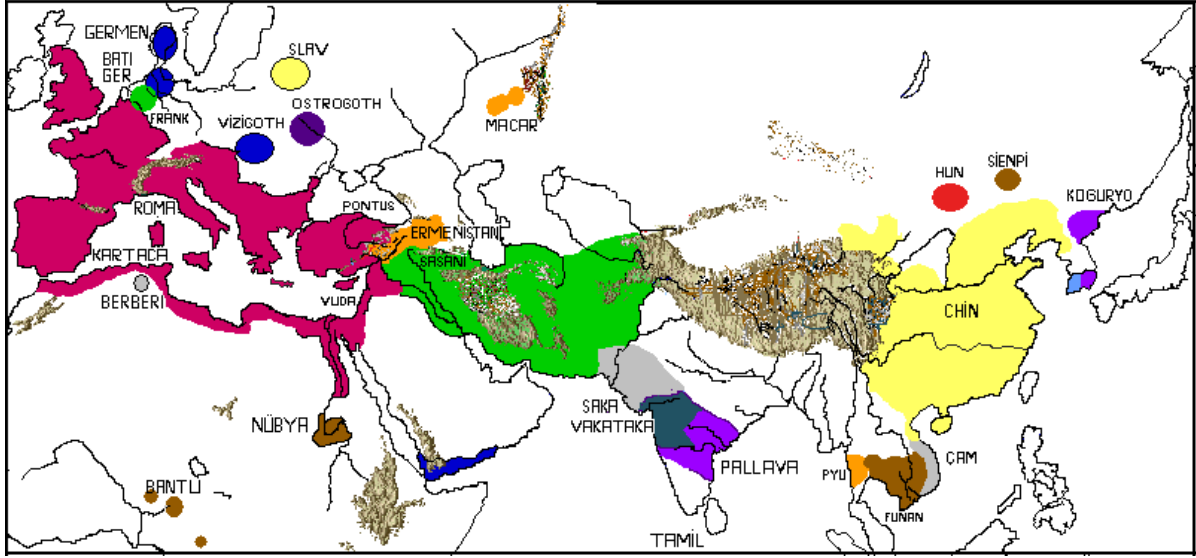 GERMEN
SLAV
BATI
GER
OSTROGOTH
FRANK
VİZİGOTH
MACAR
HUN
SİENPİ
KOGURYO
ROMA
PONTUS
ERMENİSTAN
KARTACA
SASANİ
BERBERİ
YUDA
CHİN
SAKA
VAKATAKA
NÜBYA
ÇAM
PALLAVA
PYU
BANTU
FUNAN
TAMİL